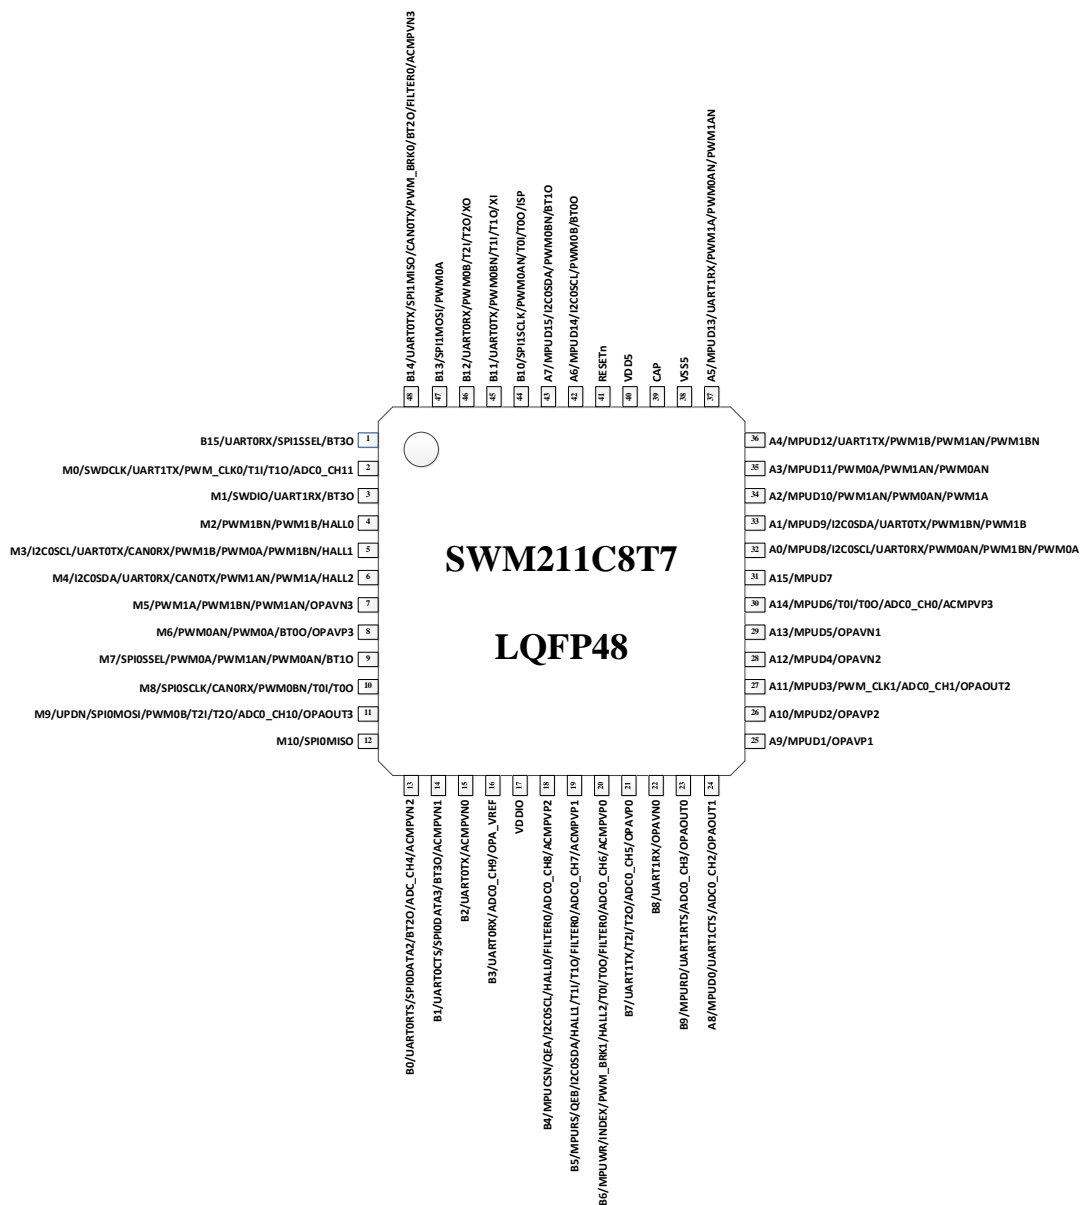 B14/UART0TX/SPI1MISO/CAN0TX/PWM_BRK0/BT2O/FILTER0/ACMPVN3
B13/SPI1MOSI/PWM0A
B12/UART0RX/PWM0B/T2I/T2O/XO
B11/UART0TX/PWM0BN/T1I/T1O/XI
B10/SPI1SCLK/PWM0AN/T0I/T0O/ISP
A7/MPUD15/I2C0SDA/PWM0BN/BT1O
A6/MPUD14/I2C0SCL/PWM0B/BT0O
RESETn
VDD5
CAP
VSS5
A5/MPUD13/UART1RX/PWM1A/PWM0AN/PWM1AN
48 47 46 45 44 43 42 41 40 39 38 37
B15/UART0RX/SPI1SSEL/BT3O 1
M0/SWDCLK/UART1TX/PWM_CLK0/T1I/T1O/ADC0_CH11 2
M1/SWDIO/UART1RX/BT3O 3
M2/PWM1BN/PWM1B/HALL0 4
M3/I2C0SCL/UART0TX/CAN0RX/PWM1B/PWM0A/PWM1BN/HALL1 5
M4/I2C0SDA/UART0RX/CAN0TX/PWM1AN/PWM1A/HALL2 6
M5/PWM1A/PWM1BN/PWM1AN/OPAVN3 7
M6/PWM0AN/PWM0A/BT0O/OPAVP3 8
M7/SPI0SSEL/PWM0A/PWM1AN/PWM0AN/BT1O 9
M8/SPI0SCLK/CAN0RX/PWM0BN/T0I/T0O 10
M9/UPDN/SPI0MOSI/PWM0B/T2I/T2O/ADC0_CH10/OPAOUT3 11
M10/SPI0MISO 12
SWM211C8T7
LQFP48
36 A4/MPUD12/UART1TX/PWM1B/PWM1AN/PWM1BN
35 A3/MPUD11/PWM0A/PWM1AN/PWM0AN
34 A2/MPUD10/PWM1AN/PWM0AN/PWM1A
33 A1/MPUD9/I2C0SDA/UART0TX/PWM1BN/PWM1B
32 A0/MPUD8/I2C0SCL/UART0RX/PWM0AN/PWM1BN/PWM0A
31 A15/MPUD7
30 A14/MPUD6/T0I/T0O/ADC0_CH0/ACMPVP3
29 A13/MPUD5/OPAVN1
28 A12/MPUD4/OPAVN2
27 A11/MPUD3/PWM_CLK1/ADC0_CH1/OPAOUT2
26 A10/MPUD2/OPAVP2
25 A9/MPUD1/OPAVP1
13 14 15 16 17 18 19 20 21 22 23 24
B0/UART0RTS/SPI0DATA2/BT2O/ADC_CH4/ACMPVN2
B1/UART0CTS/SPI0DATA3/BT3O/ACMPVN1
B2/UART0TX/ACMPVN0
B3/UART0RX/ADC0_CH9/OPA_VREF
VDDIO
B4/MPUCSN/QEA/I2C0SCL/HALL0/FILTER0/ADC0_CH8/ACMPVP2
B5/MPURS/QEB/I2C0SDA/HALL1/T1I/T1O/FILTER0/ADC0_CH7/ACMPVP1
B6/MPUWR/INDEX/PWM_BRK1/HALL2/T0I/T0O/FILTER0/ADC0_CH6/ACMPVP0
B7/UART1TX/T2I/T2O/ADC0_CH5/OPAVP0
B8/UART1RX/OPAVN0
B9/MPURD/UART1RTS/ADC0_CH3/OPAOUT0
A8/MPUD0/UART1CTS/ADC0_CH2/OPAOUT1